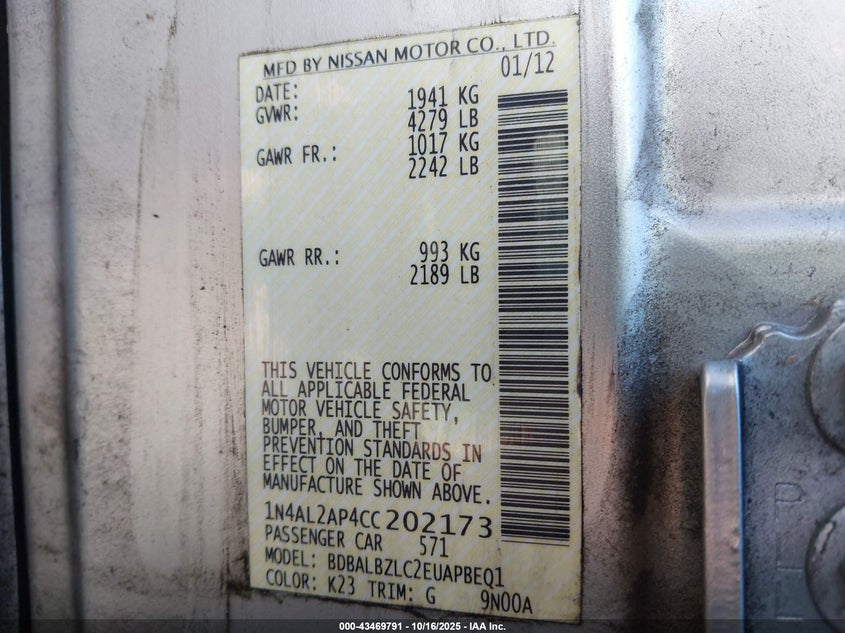 MFD BY NISSAN MOTOR CO., LTD.
DATE: 01/12
GVWR: 1941 KG
4279 LB
GAWR FR.: 1017 KG
2242 LB
GAWR RR.: 993 KG
2189 LB
THIS VEHICLE CONFORMS TO
ALL APPLICABLE FEDERAL
MOTOR VEHICLE SAFETY,
BUMPER, AND THEFT
PREVENTION STANDARDS IN
EFFECT ON THE DATE OF
MANUFACTURE SHOWN ABOVE.
1N4AL2AP4CC202173
PASSENGER CAR 571
MODEL: BDBALBZLC2EUAPBEQ1
COLOR: K23 TRIM: G 9N00A
000-43469791 - 10/16/2025 - IAA Inc.